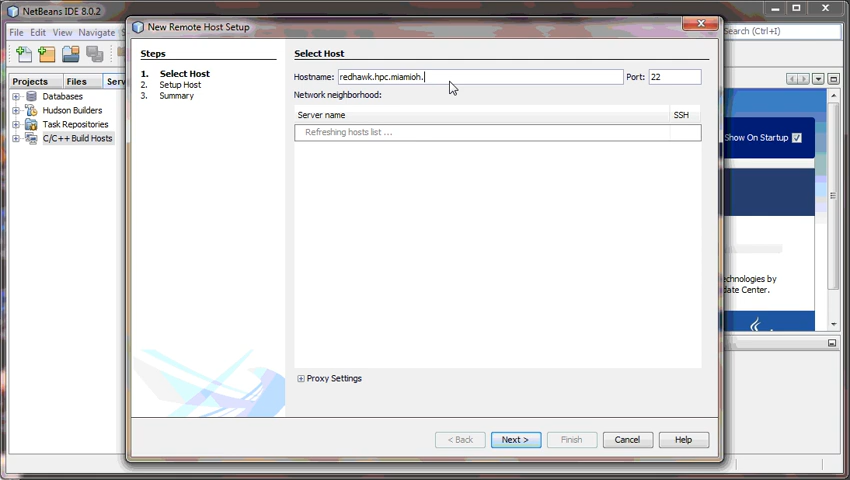 NetBeans IDE 8.0.2
File Edit View Navigate
Search (Ctrl+I)
New Remote Host Setup
Projects Files Serv
Databases
Hudson Builders
Task Repositories
C/C++ Build Hosts
Steps
1. Select Host
2. Setup Host
3. Summary
Select Host
Hostname: redhawk.hpc.miamioh. Port: 22
Network neighborhood:
Server name SSH
Refreshing hosts list ...
Proxy Settings
< Back Next > Finish Cancel Help
Show On Startup
chnologies by
date Center.